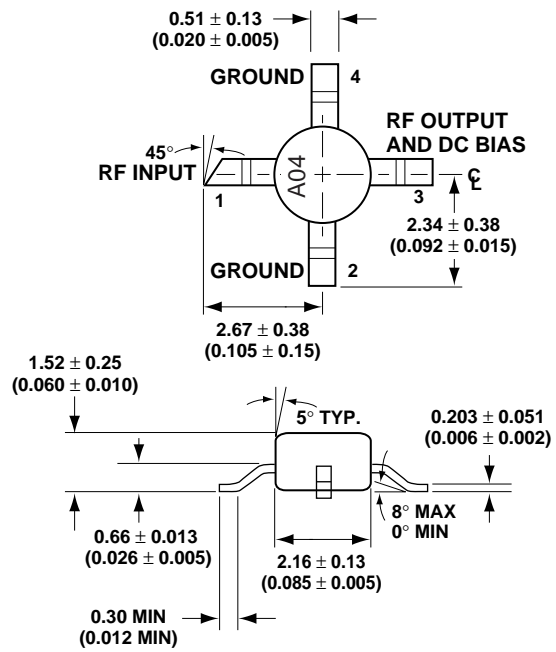 0.51 ± 0.13
(0.020 ± 0.005)
GROUND
4
RF OUTPUT
AND DC BIAS
45°
RF INPUT
A04
1
3
C
L
2.34 ± 0.38
(0.092 ± 0.015)
GROUND
2
2.67 ± 0.38
(0.105 ± 0.15)
1.52 ± 0.25
(0.060 ± 0.010)
5° TYP.
0.203 ± 0.051
(0.006 ± 0.002)
8° MAX
0° MIN
0.66 ± 0.013
(0.026 ± 0.005)
2.16 ± 0.13
(0.085 ± 0.005)
0.30 MIN
(0.012 MIN)